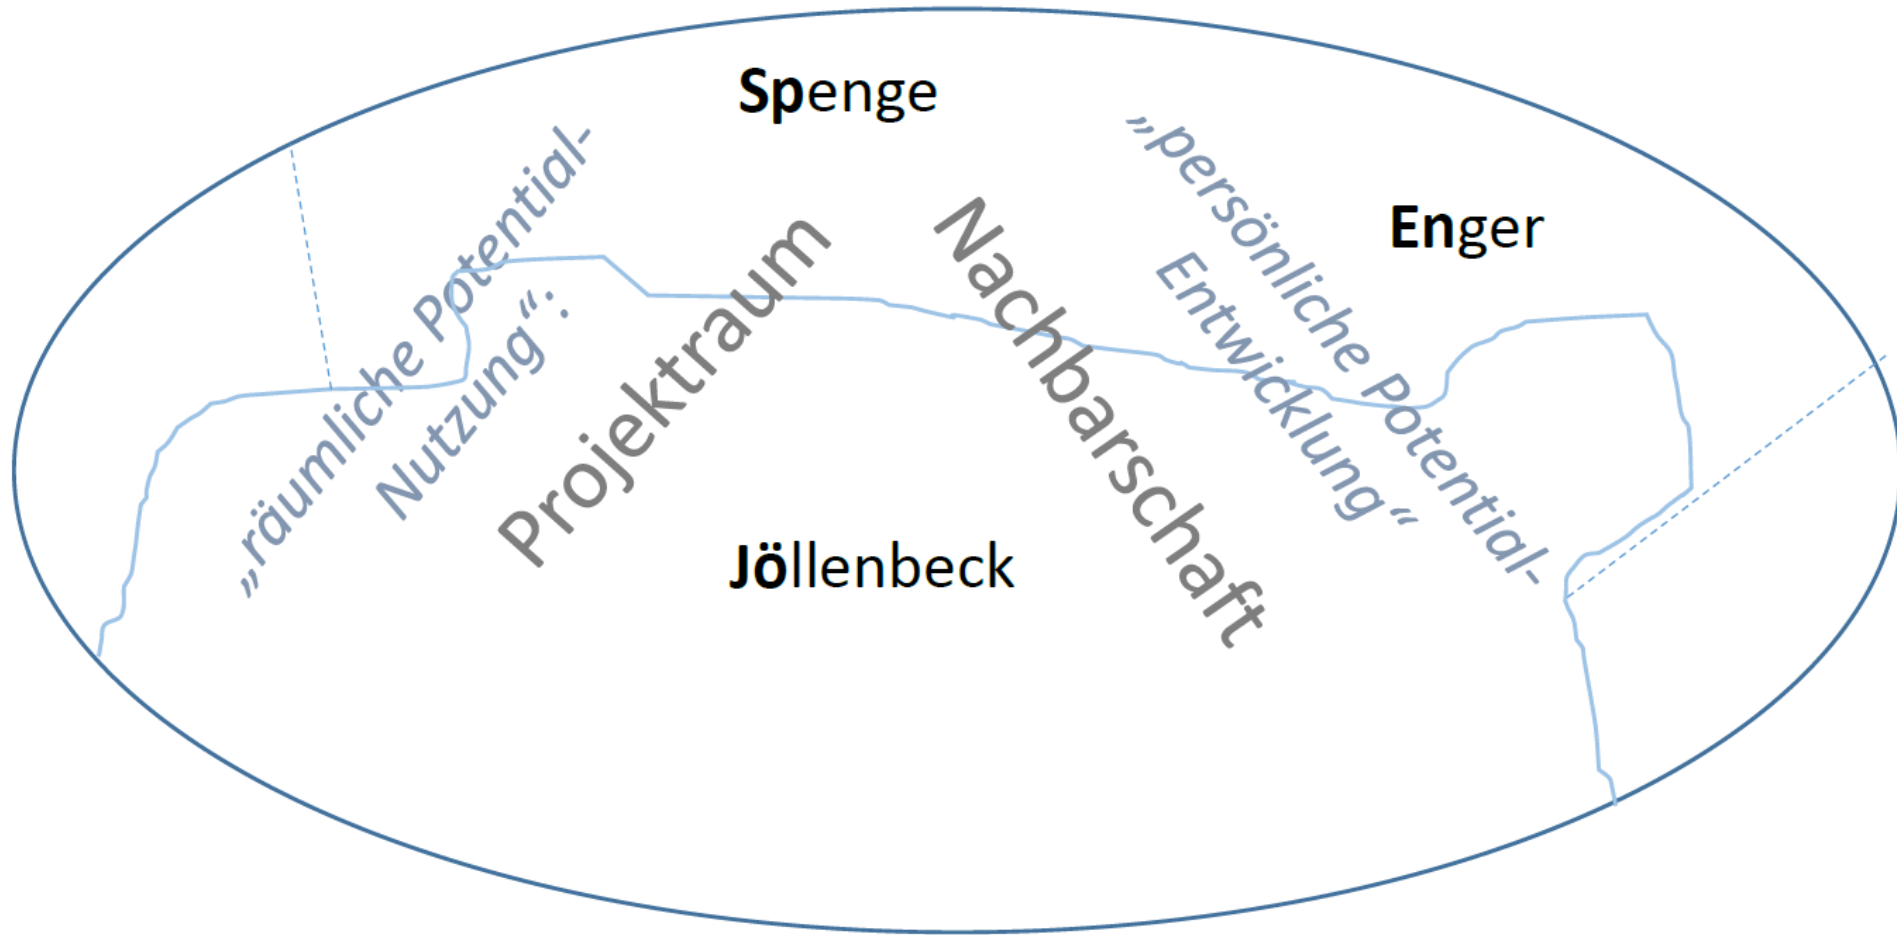 Spenge
Enger
„räumliche Potential-
Nutzung“:
Projektraum
Nachbarschaft
„persönliche Potential-
Entwicklung“
Jöllenbeck